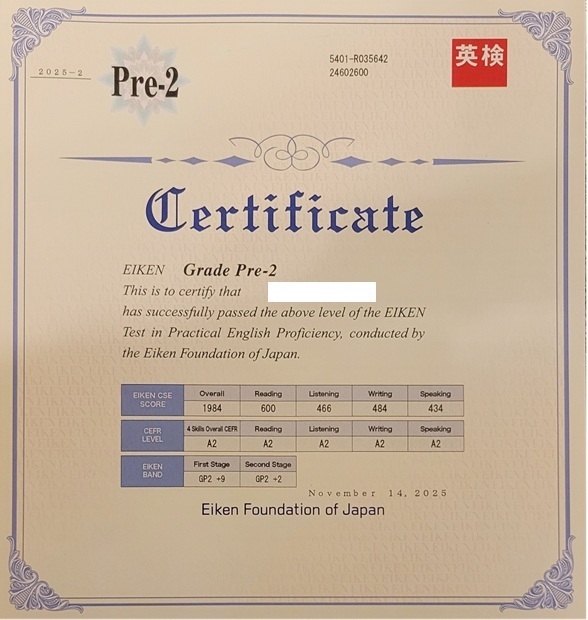 2025-2
Pre-2
5401-R035642
24602600
英検
Certificate
EIKEN Grade Pre-2
This is to certify that
has successfully passed the above level of the EIKEN
Test in Practical English Proficiency, conducted by
the Eiken Foundation of Japan.
EIKEN CSE SCORE Overall Reading Listening Writing Speaking
1984 600 466 484 434
CEFR LEVEL 4 Skills Overall CEFR Reading Listening Writing Speaking
A2 A2 A2 A2 A2
EIKEN BAND First Stage Second Stage
GP2 +9 GP2 +2
November 14, 2025
Eiken Foundation of Japan